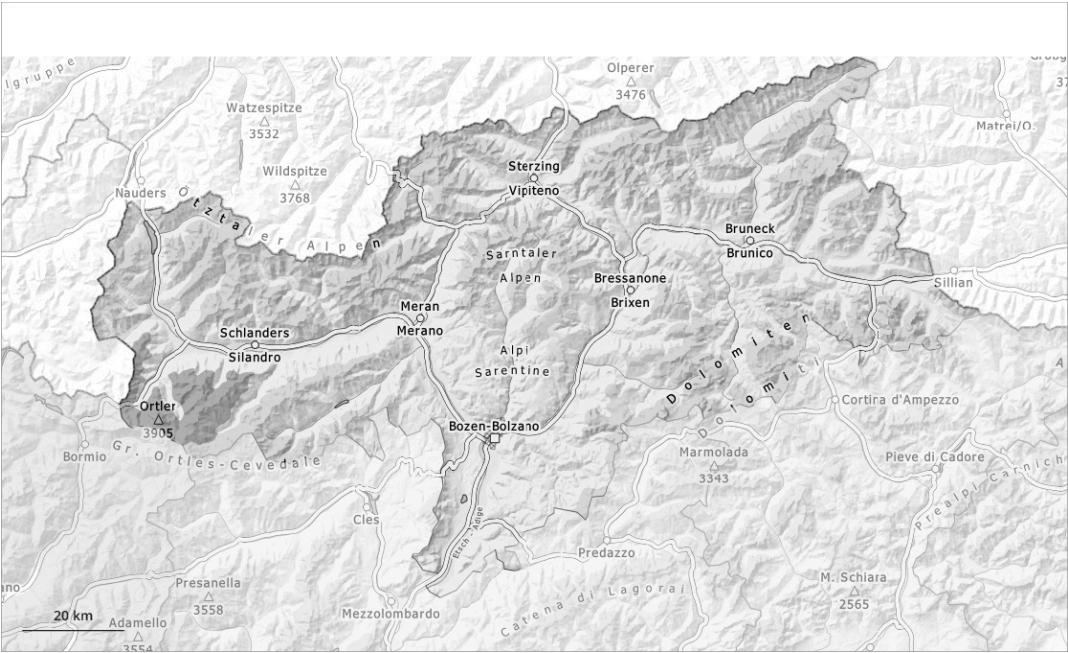 lgruppe
Olperer
3476
Watzespitze
3532
Matrei/O.
Sterzing
Vipiteno
Wildspitze
3768
Nauders
Ötztaler Alpen
Bruneck
Brunico
Sarntaler
Alpen
Bressanone
Brixen
Sillian
Meran
Merano
Schlanders
Silandro
Alpi
Sarentine
Dolomiten
Dolomiti
Ortler
3905
Cortina d'Ampezzo
Bozen-Bolzano
Gr. Ortles-Cevedale
Bormio
Marmolada
3343
Pieve di Cadore
Prealpi Carnich
Cles
Etsch - Adige
Predazzo
Presanella
3558
M. Schiara
2565
Catena di Lagorai
Mezzolombardo
20 km
Adamello
3554